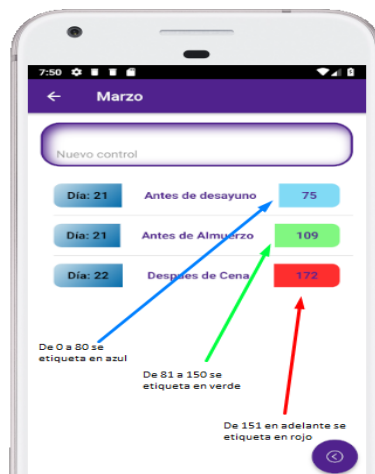 7:50
Marzo
Nuevo control
Día: 21 Antes de desayuno 75
Día: 21 Antes de Almuerzo 109
Día: 22 Despues de Cena 172
De 0 a 80 se
etiqueta en azul
De 81 a 150 se
etiqueta en verde
De 151 en adelante se
etiqueta en rojo